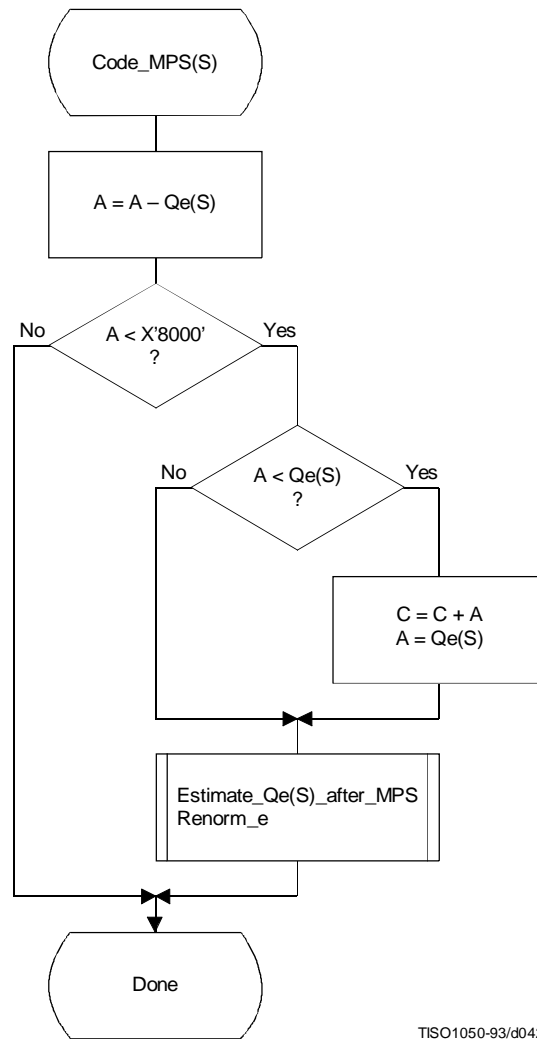 Code_MPS(S)
A = A – Qe(S)
No
A < X'8000'
?
Yes
No
A < Qe(S)
?
Yes
C = C + A
A = Qe(S)
Estimate_Qe(S)_after_MPS
Renorm_e
Done